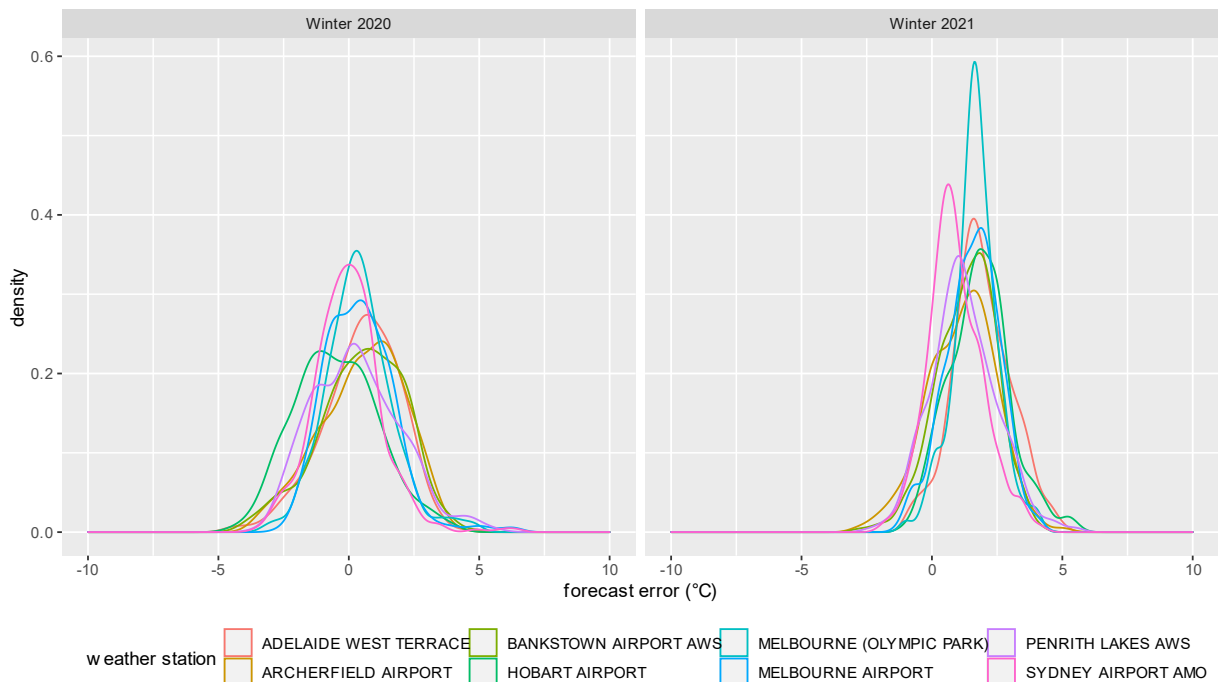 Winter 2020
Winter 2021
0.6
0.4
0.2
0.0
density
-10
-5
0
5
10
-10
-5
0
5
10
forecast error (°C)
weather station
ADELAIDE WEST TERRACE
BANKSTOWN AIRPORT AWS
MELBOURNE (OLYMPIC PARK)
PENRITH LAKES AWS
ARCHERFIELD AIRPORT
HOBART AIRPORT
MELBOURNE AIRPORT
SYDNEY AIRPORT AMO